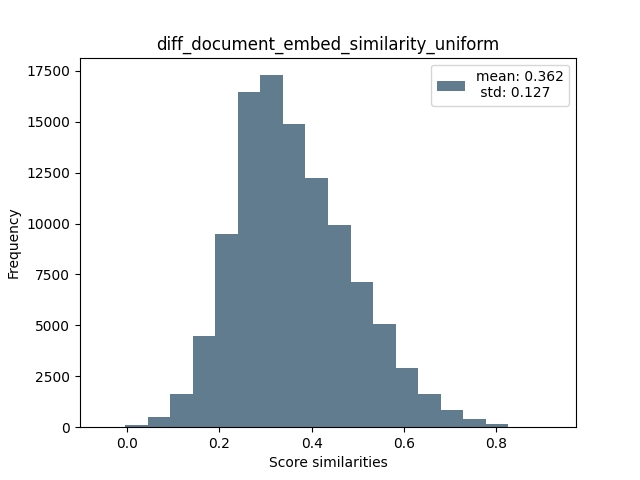 diff_document_embed_similarity_uniform
mean: 0.362
std: 0.127
17500
15000
12500
10000
7500
5000
2500
0
Frequency
0.0 0.2 0.4 0.6 0.8
Score similarities